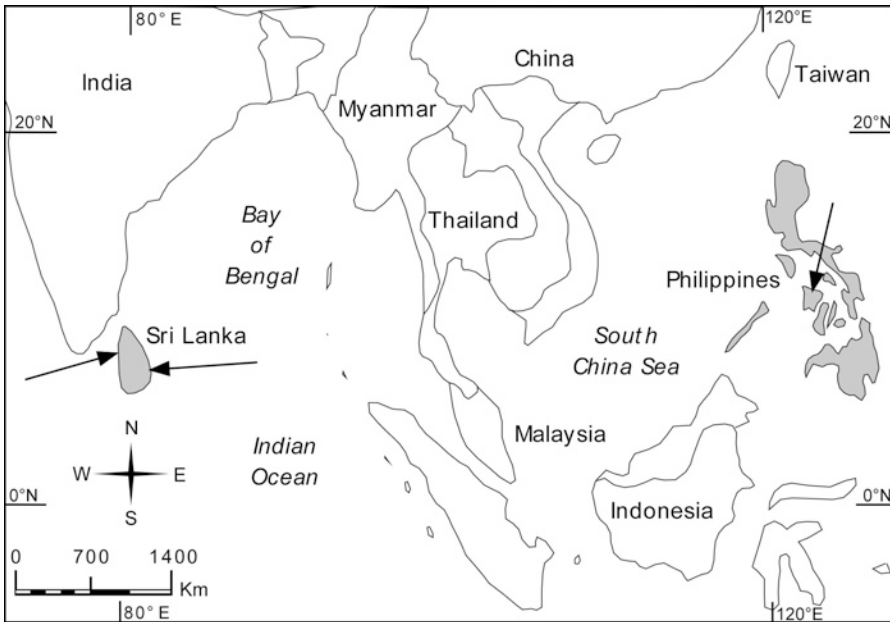 80° E
120°E
China
India
Taiwan
Myanmar
20°N
20°N
Bay
of
Bengal
Thailand
Philippines
Sri Lanka
South
China Sea
N
W
E
S
Indian
Ocean
Malaysia
0°N
0°N
Indonesia
0
700
1400
Km
80° E
120°E